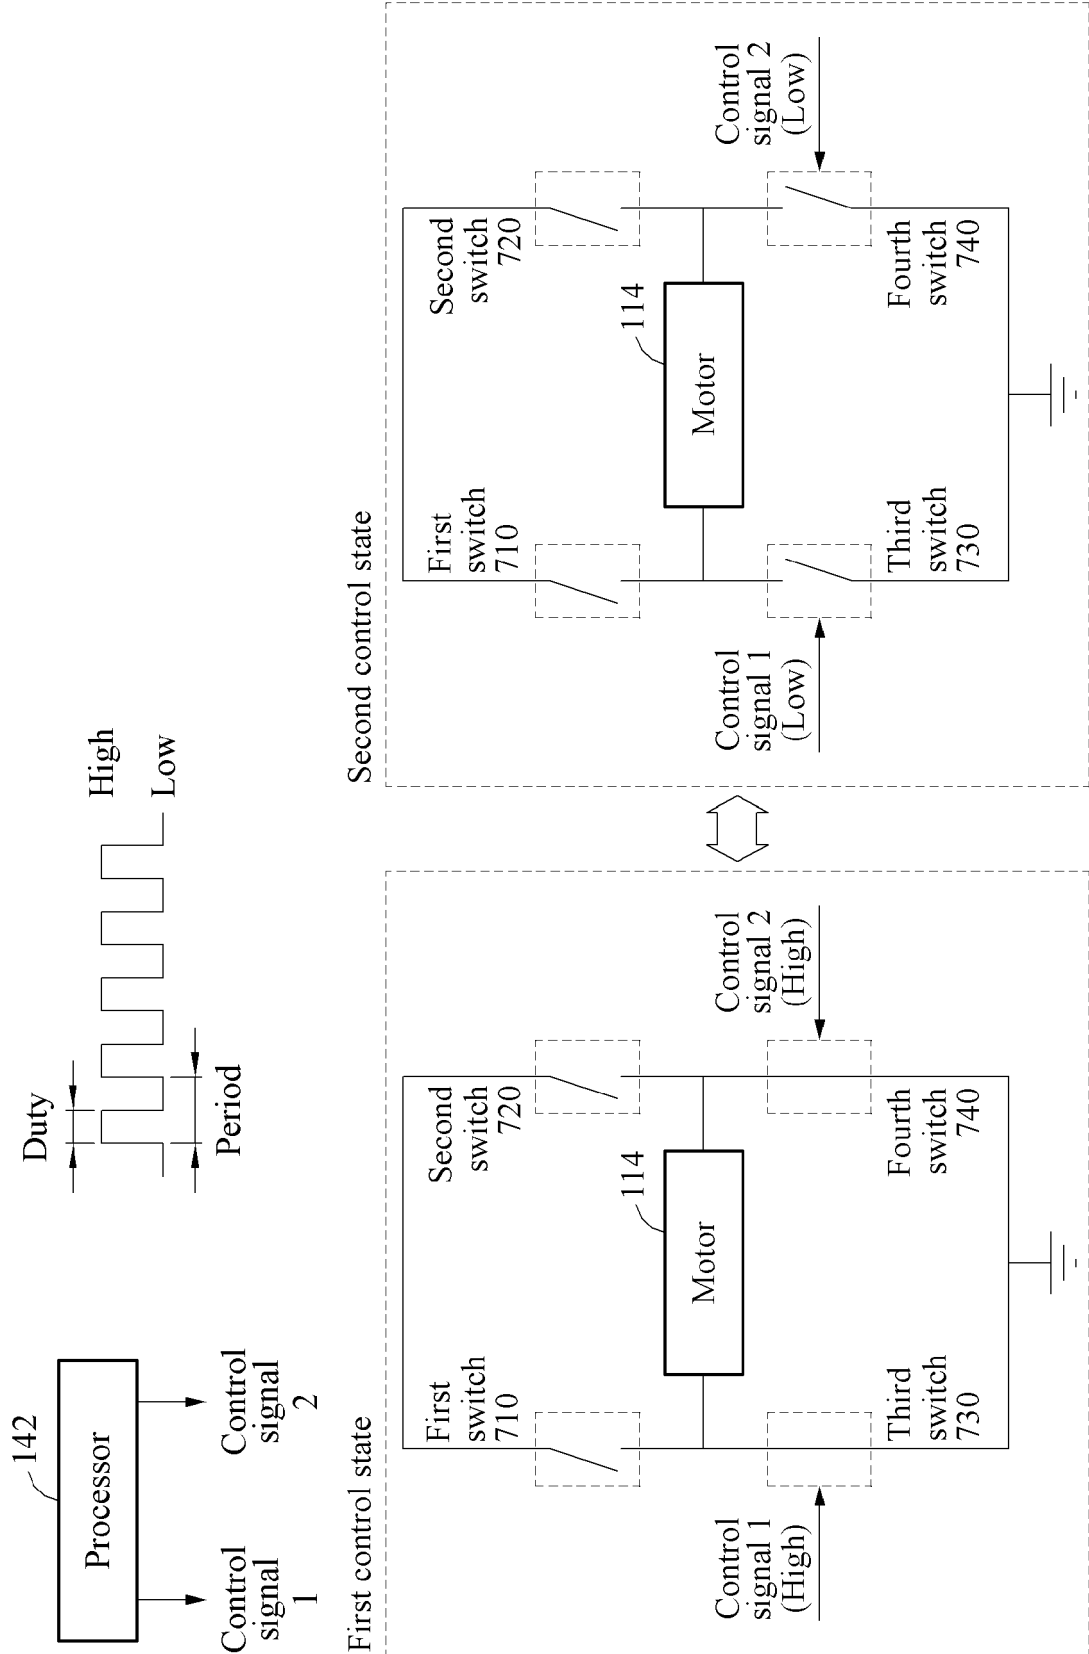 142
Processor
Control
signal
1
Control
signal
2
Duty
Period
High
Low
First control state
First
switch
710
Second
switch
720
114
Motor
Control
signal 1
(High)
Control
signal 2
(High)
Third
switch
730
Fourth
switch
740
Second control state
First
switch
710
Second
switch
720
114
Motor
Control
signal 1
(Low)
Control
signal 2
(Low)
Third
switch
730
Fourth
switch
740